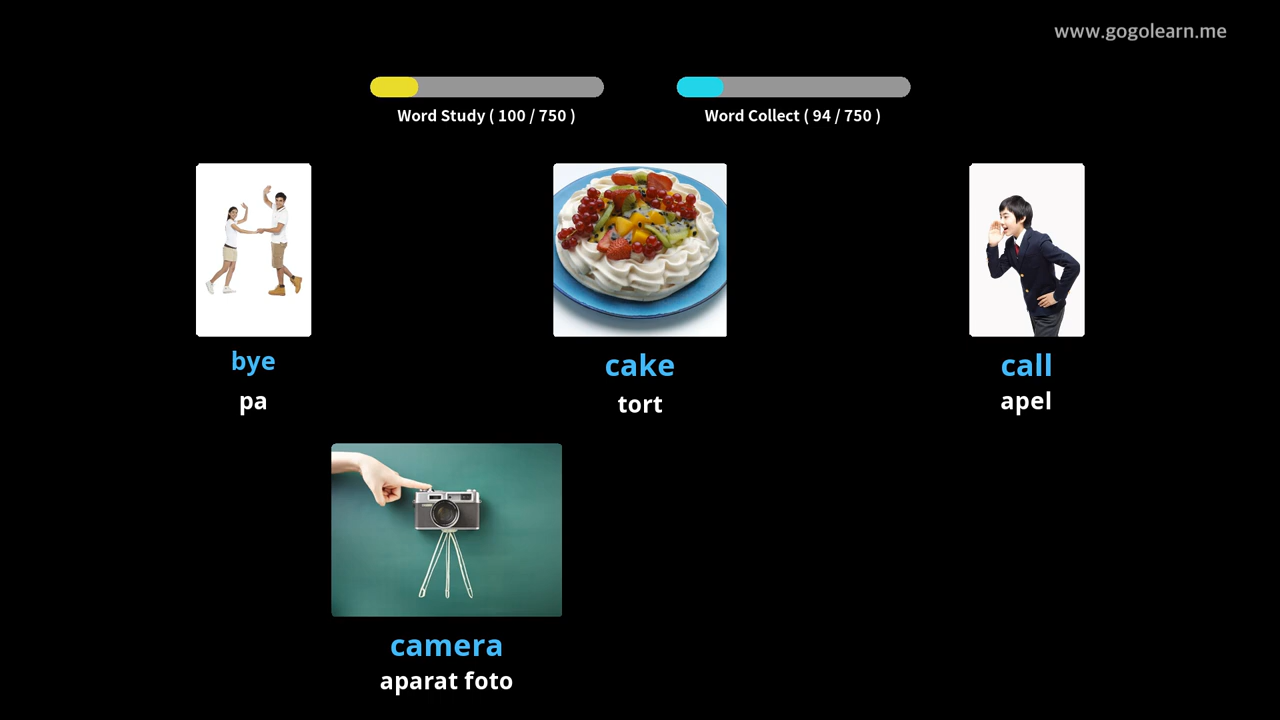 www.gogolearn.me
Word Study ( 100 / 750 )
Word Collect ( 94 / 750 )
bye
pa
cake
tort
call
apel
camera
aparat foto